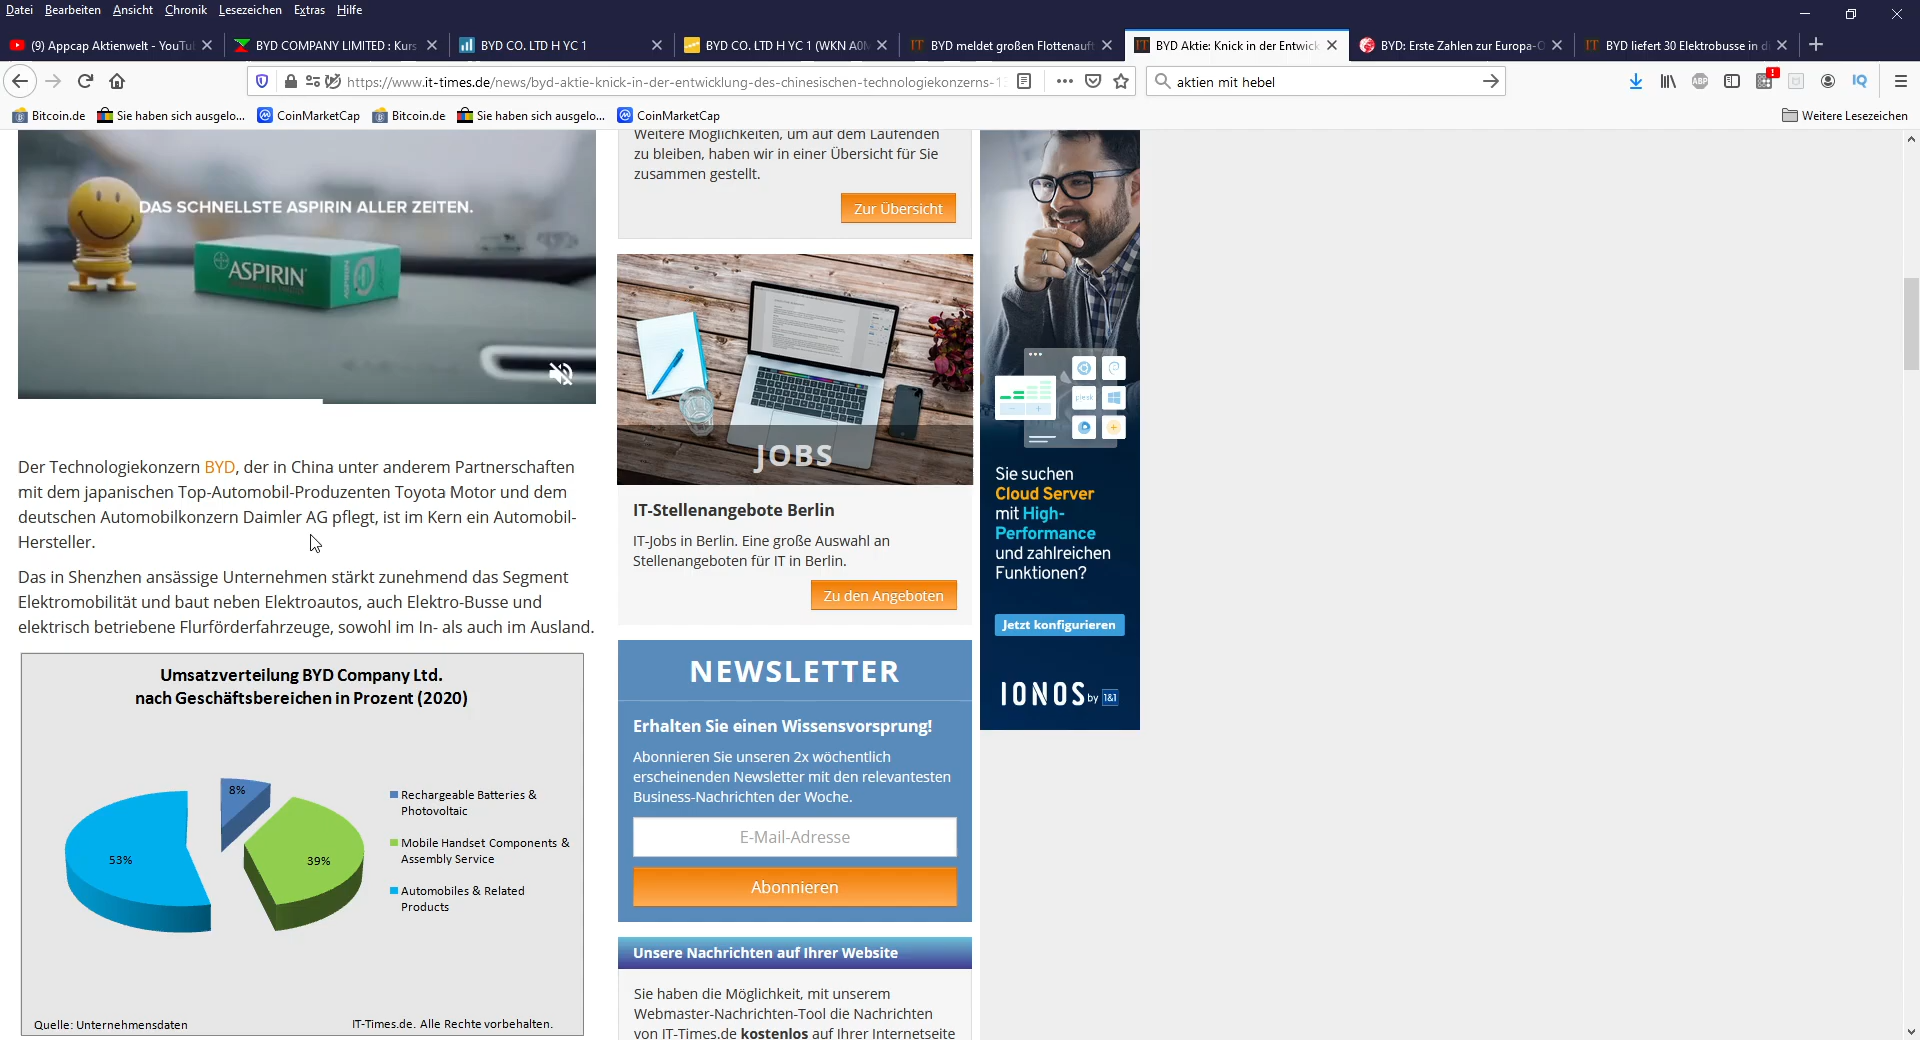 Datei Bearbeiten Ansicht Chronik Lesezeichen Extras Hilfe
(9) Appcap Aktienwelt - YouTu
BYD COMPANY LIMITED : Kurs
BYD CO. LTD H YC 1
BYD CO. LTD H YC 1 (WKN A0M
BYD meldet großen Flottenauft
BYD Aktie: Knick in der Entwick
BYD: Erste Zahlen zur Europa-O
BYD liefert 30 Elektrobusse in d
https://www.it-times.de/news/byd-aktie-knick-in-der-entwicklung-des-chinesischen-technologiekonzerns-1
aktien mit hebel
ABP
IQ
Bitcoin.de
Sie haben sich ausgelo...
CoinMarketCap
Bitcoin.de
Sie haben sich ausgelo...
CoinMarketCap
Weitere Lesezeichen
DAS SCHNELLSTE ASPIRIN ALLER ZEITEN.
ASPIRIN
Der Technologiekonzern BYD, der in China unter anderem Partnerschaften
mit dem japanischen Top-Automobil-Produzenten Toyota Motor und dem
deutschen Automobilkonzern Daimler AG pflegt, ist im Kern ein Automobil-
Hersteller.
Das in Shenzhen ansässige Unternehmen stärkt zunehmend das Segment
Elektromobilität und baut neben Elektroautos, auch Elektro-Busse und
elektrisch betriebene Flurförderfahrzeuge, sowohl im In- als auch im Ausland.
Umsatzverteilung BYD Company Ltd.
nach Geschäftsbereichen in Prozent (2020)
8%
53%
39%
Rechargeable Batteries &
Photovoltaic
Mobile Handset Components &
Assembly Service
Automobiles & Related
Products
Quelle: Unternehmensdaten
IT-Times.de. Alle Rechte vorbehalten.
Weitere Möglichkeiten, um auf dem Laufenden
zu bleiben, haben wir in einer Übersicht für Sie
zusammen gestellt.
Zur Übersicht
JOBS
IT-Stellenangebote Berlin
IT-Jobs in Berlin. Eine große Auswahl an
Stellenangeboten für IT in Berlin.
Zu den Angeboten
NEWSLETTER
Erhalten Sie einen Wissensvorsprung!
Abonnieren Sie unseren 2x wöchentlich
erscheinenden Newsletter mit den relevantesten
Business-Nachrichten der Woche.
E-Mail-Adresse
Abonnieren
Unsere Nachrichten auf Ihrer Website
Sie haben die Möglichkeit, mit unserem
Webmaster-Nachrichten-Tool die Nachrichten
von IT-Times.de kostenlos auf Ihrer Internetseite
plesk
Sie suchen
Cloud Server
mit High-
Performance
und zahlreichen
Funktionen?
Jetzt konfigurieren
IONOS by 1&1